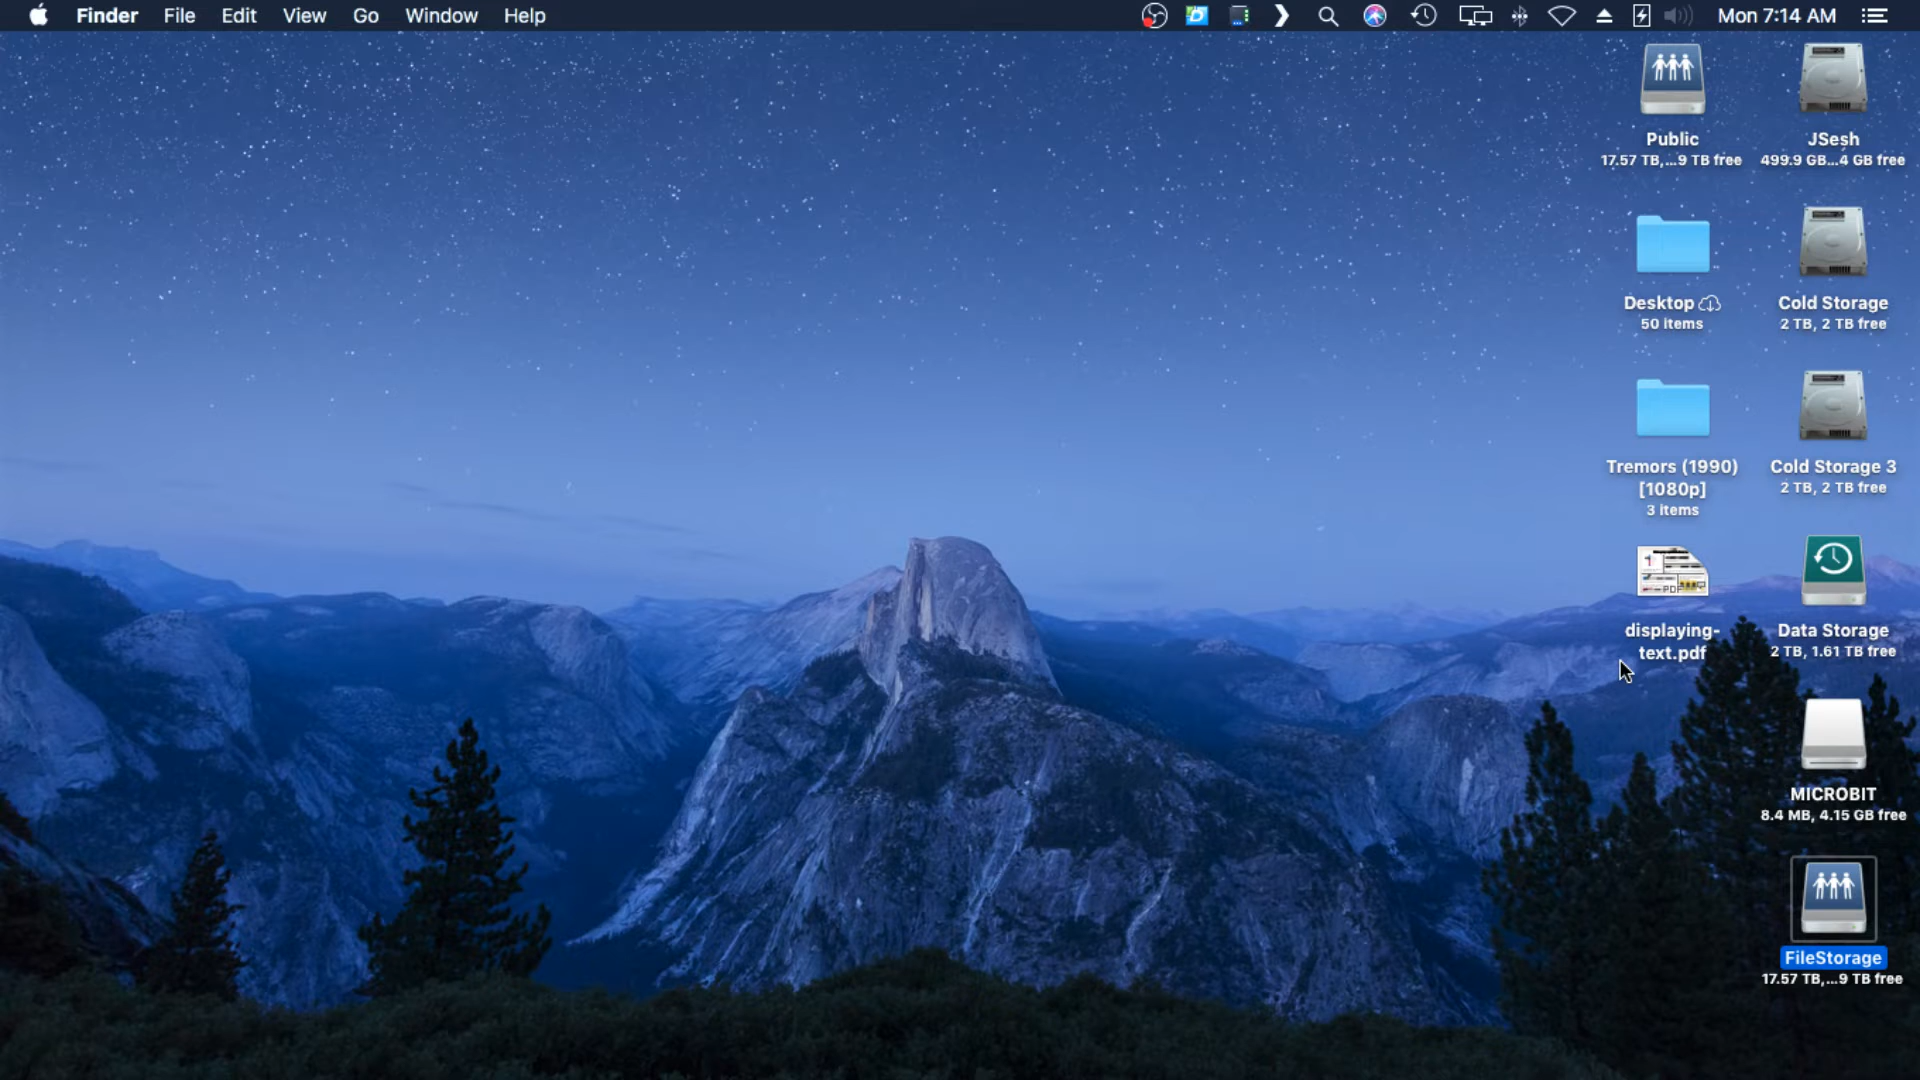 Finder File Edit View Go Window Help Mon 7:14 AM
Public
17.57 TB,...9 TB free
JSesh
499.9 GB...4 GB free
Desktop
50 items
Cold Storage
2 TB, 2 TB free
Tremors (1990)
[1080p]
3 items
Cold Storage 3
2 TB, 2 TB free
PDF
displaying-
text.pdf
Data Storage
2 TB, 1.61 TB free
MICROBIT
8.4 MB, 4.15 GB free
FileStorage
17.57 TB,...9 TB free